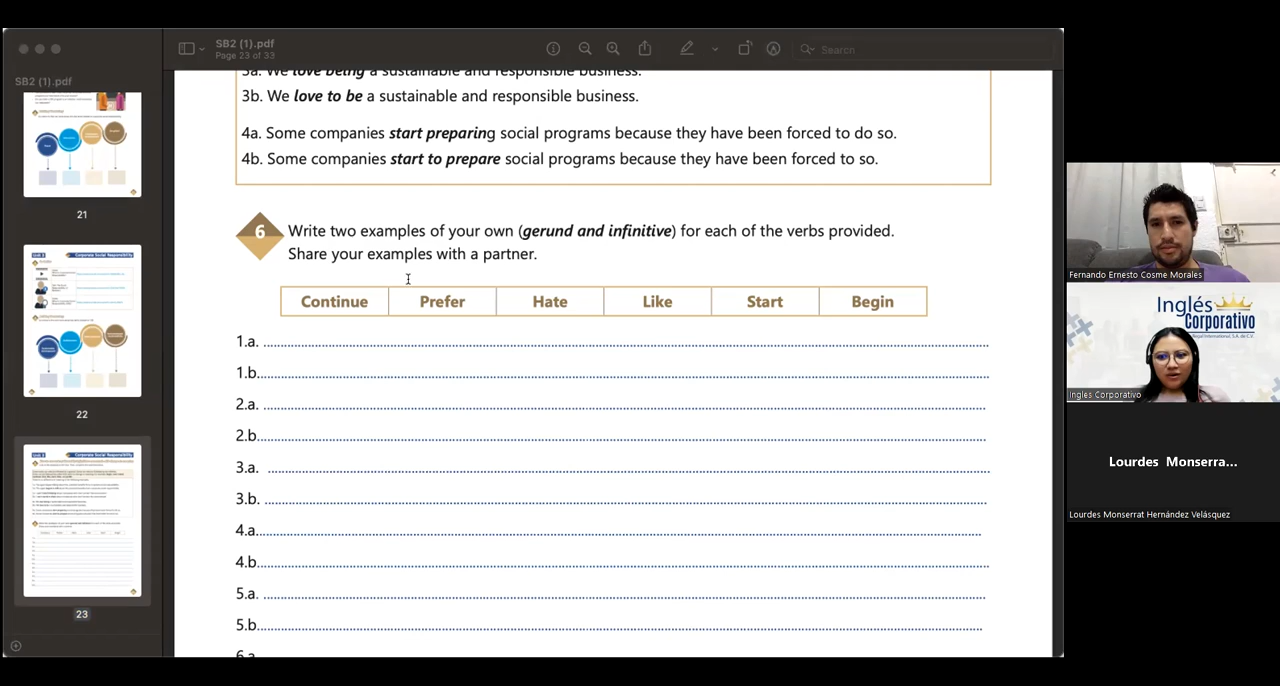 SB2 (1).pdf
Page 23 of 33
Search
SB2 (1).pdf
21
22
23
3a. We love being a sustainable and responsible business.
3b. We love to be a sustainable and responsible business.
4a. Some companies start preparing social programs because they have been forced to do so.
4b. Some companies start to prepare social programs because they have been forced to so.
6
Write two examples of your own (gerund and infinitive) for each of the verbs provided.
Share your examples with a partner.
Continue Prefer Hate Like Start Begin
1.a.
1.b.
2.a.
2.b.
3.a.
3.b.
4.a.
4.b.
5.a.
5.b.
6.a.
Fernando Ernesto Cosme Morales
Inglés
Corporativo
Regal International, S.A. de C.V.
Ingles Corporativo
Lourdes Monserra...
Lourdes Monserrat Hernández Velásquez